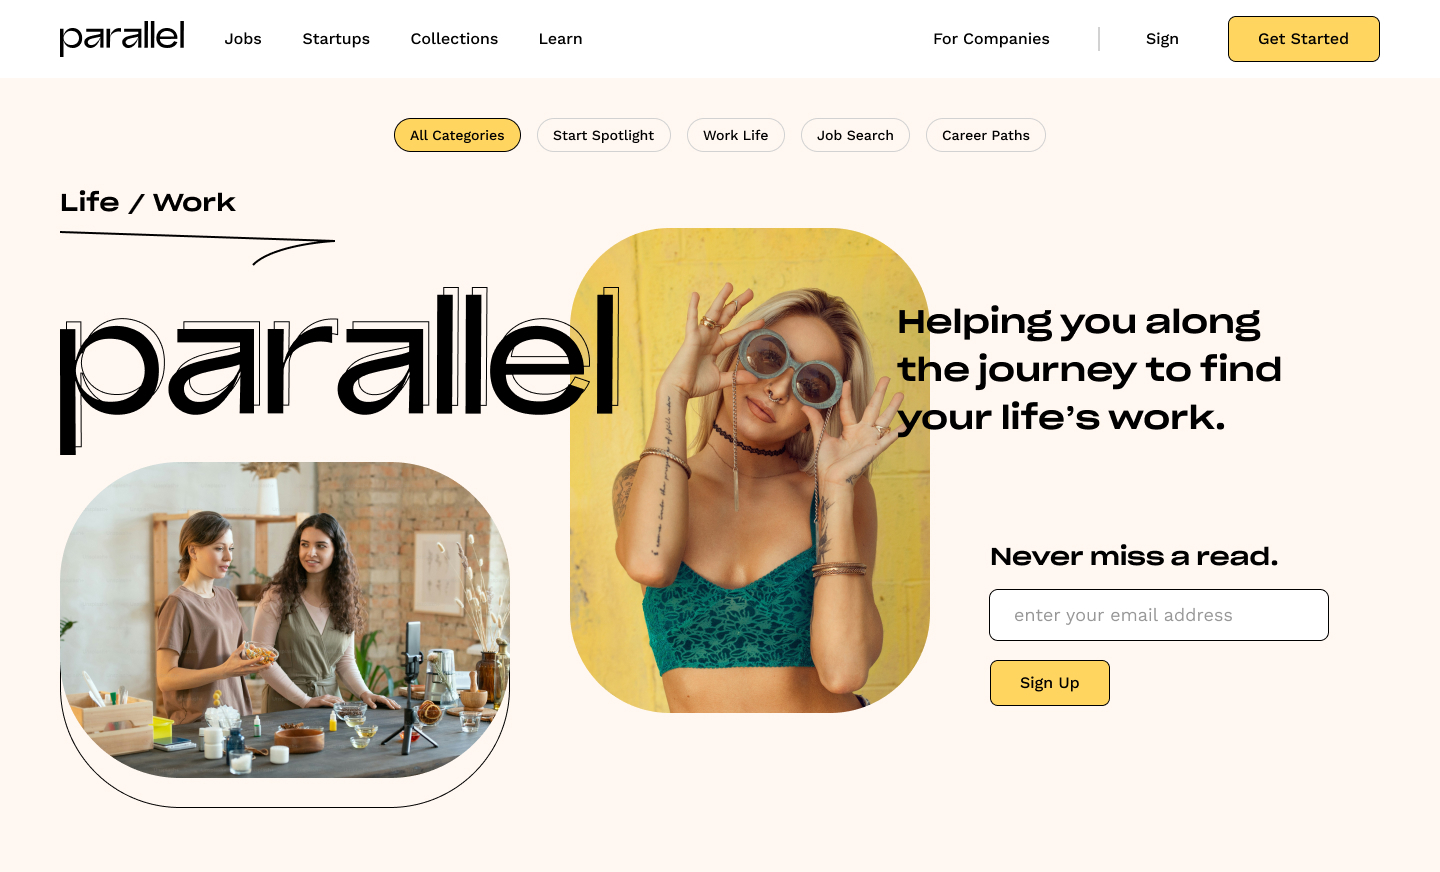 parallel
Jobs
Startups
Collections
Learn
For Companies
Sign
Get Started
All Categories
Start Spotlight
Work Life
Job Search
Career Paths
Life / Work
parallel
Helping you along
the journey to find
your life’s work.
Never miss a read.
enter your email address
Sign Up